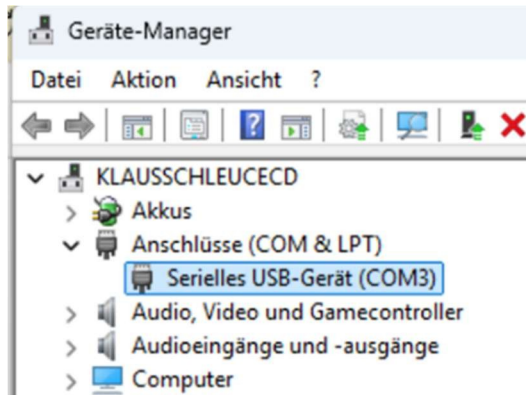 Geräte-Manager
Datei Aktion Ansicht ?
KLAUSSCHLEUCECD
Akkus
Anschlüsse (COM & LPT)
Serielles USB-Gerät (COM3)
Audio, Video und Gamecontroller
Audioeingänge und -ausgänge
Computer